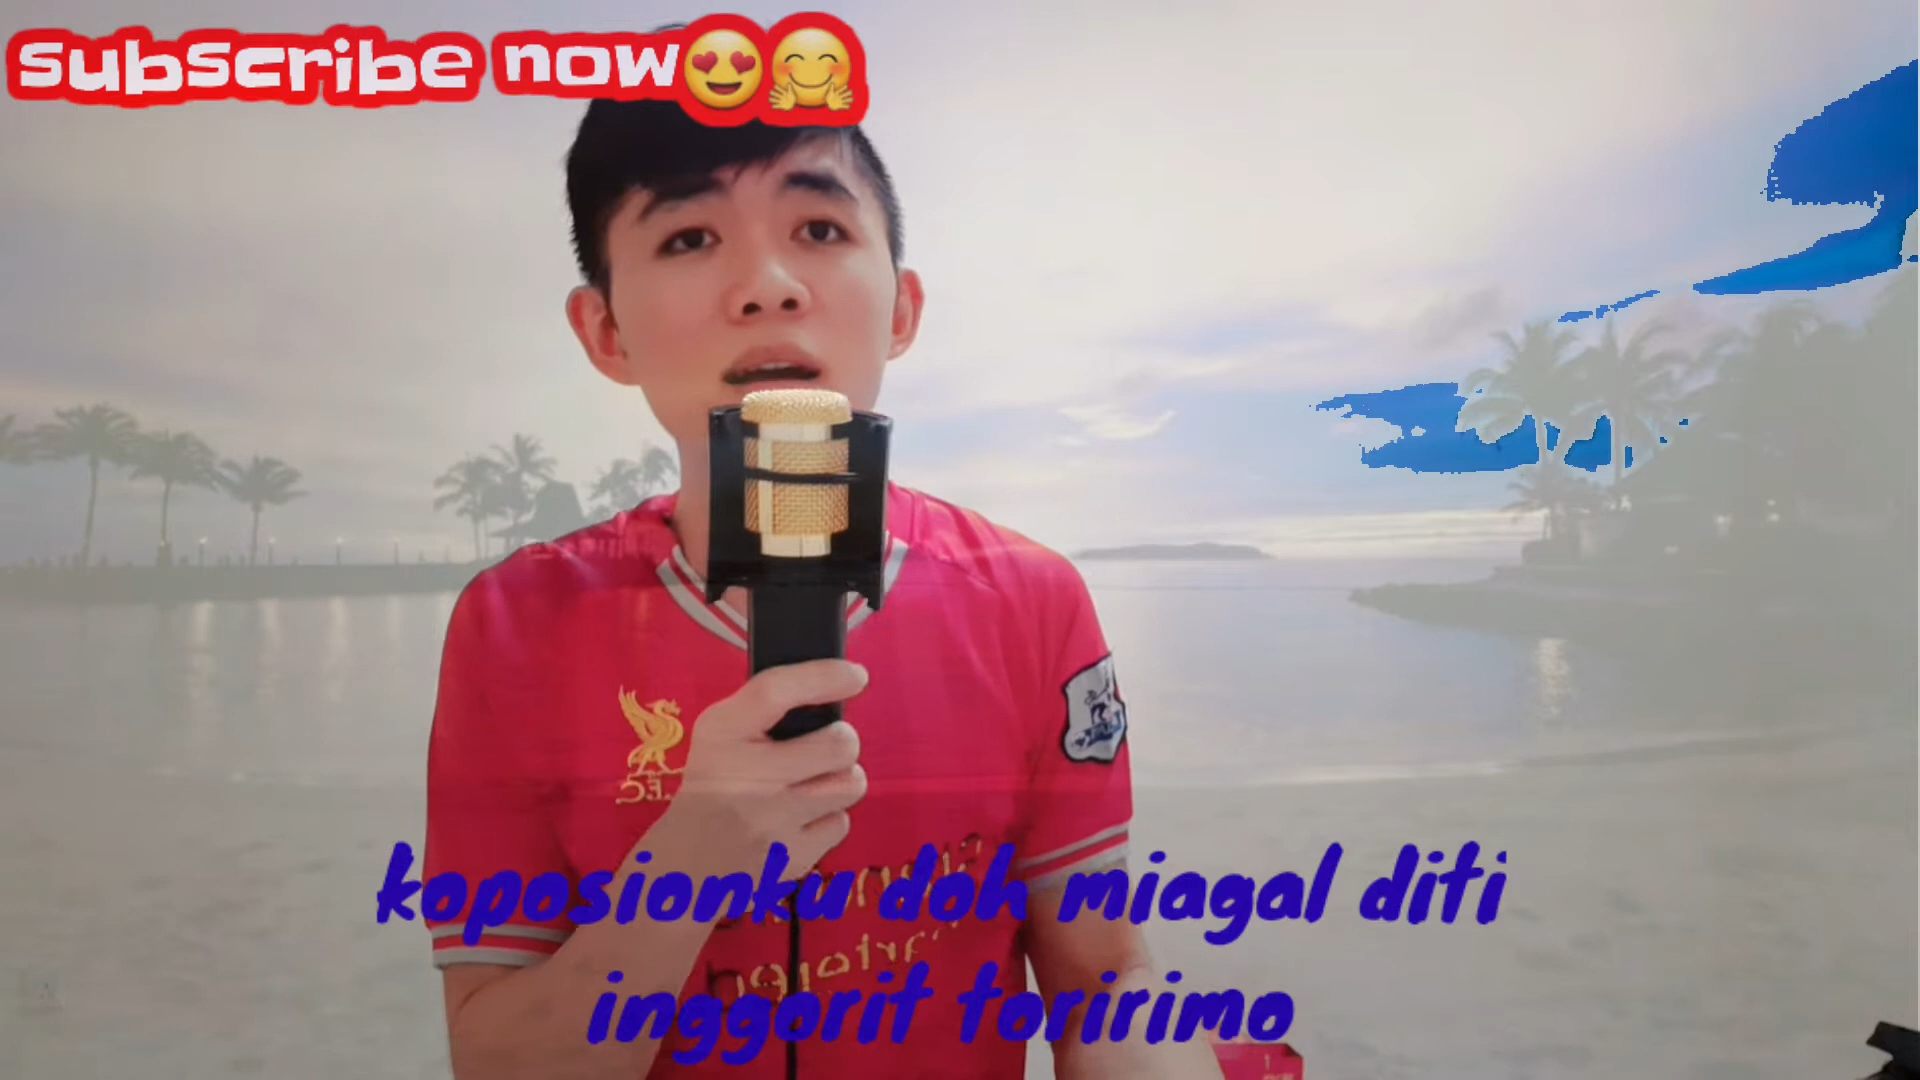 Subscribe now😍🤗
koposionku doh miagal diti
inggorit toririmo